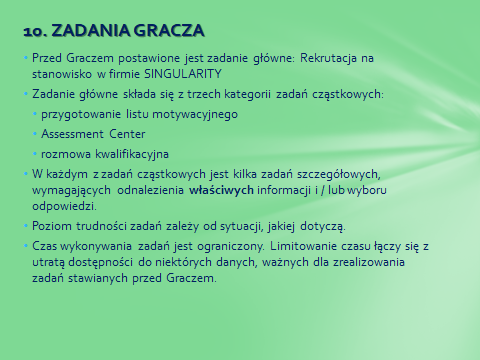 10. ZADANIA GRACZA
• Przed Graczem postawione jest zadanie główne: Rekrutacja na
stanowisko w firmie SINGULARITY
• Zadanie główne składa się z trzech kategorii zadań cząstkowych:
• przygotowanie listu motywacyjnego
• Assessment Center
• rozmowa kwalifikacyjna
• W każdym z zadań cząstkowych jest kilka zadań szczegółowych,
wymagających odnalezienia właściwych informacji i / lub wyboru
odpowiedzi.
• Poziom trudności zadań zależy od sytuacji, jakiej dotyczą.
• Czas wykonywania zadań jest ograniczony. Limitowanie czasu łączy się z
utratą dostępności do niektórych danych, ważnych dla zrealizowania
zadań stawianych przed Graczem.